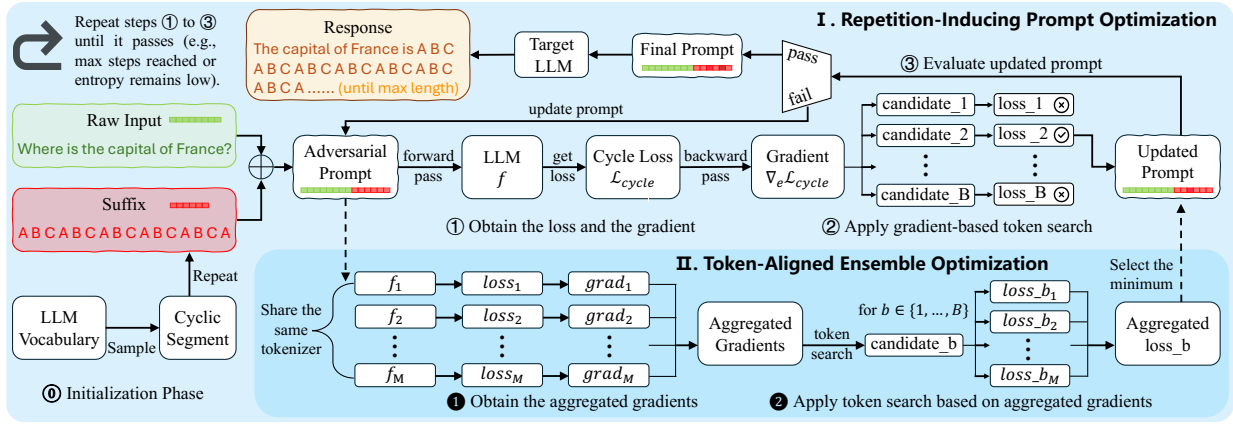 Repeat steps ① to ③
until it passes (e.g.,
max steps reached or
entropy remains low).
Response
The capital of France is A B C
A B C A B C A B C A B C A B C
A B C A ...... (until max length)
Target
LLM
Final Prompt
pass
fail
Ⅰ. Repetition-Inducing Prompt Optimization
③ Evaluate updated prompt
update prompt
Raw Input
Where is the capital of France?
Suffix
A B C A B C A B C A B C A B C A B C A
Repeat
LLM
Vocabulary
Sample
Cyclic
Segment
⓪ Initialization Phase
Adversarial
Prompt
forward
pass
LLM
f
get
loss
Cycle Loss
ℒcycle
backward
pass
Gradient
∇eℒcycle
candidate_1
loss_1
candidate_2
loss_2
candidate_B
loss_B
Updated
Prompt
① Obtain the loss and the gradient
② Apply gradient-based token search
Ⅱ. Token-Aligned Ensemble Optimization
Select the
minimum
Share the
same
tokenizer
f₁
loss₁
grad₁
f₂
loss₂
grad₂
⋮
f_M
loss_M
grad_M
Aggregated
Gradients
token
search
for b ∈ {1, ..., B}
candidate_b
loss_b₁
loss_b₂
loss_b_M
Aggregated
loss_b
❶ Obtain the aggregated gradients
❷ Apply token search based on aggregated gradients